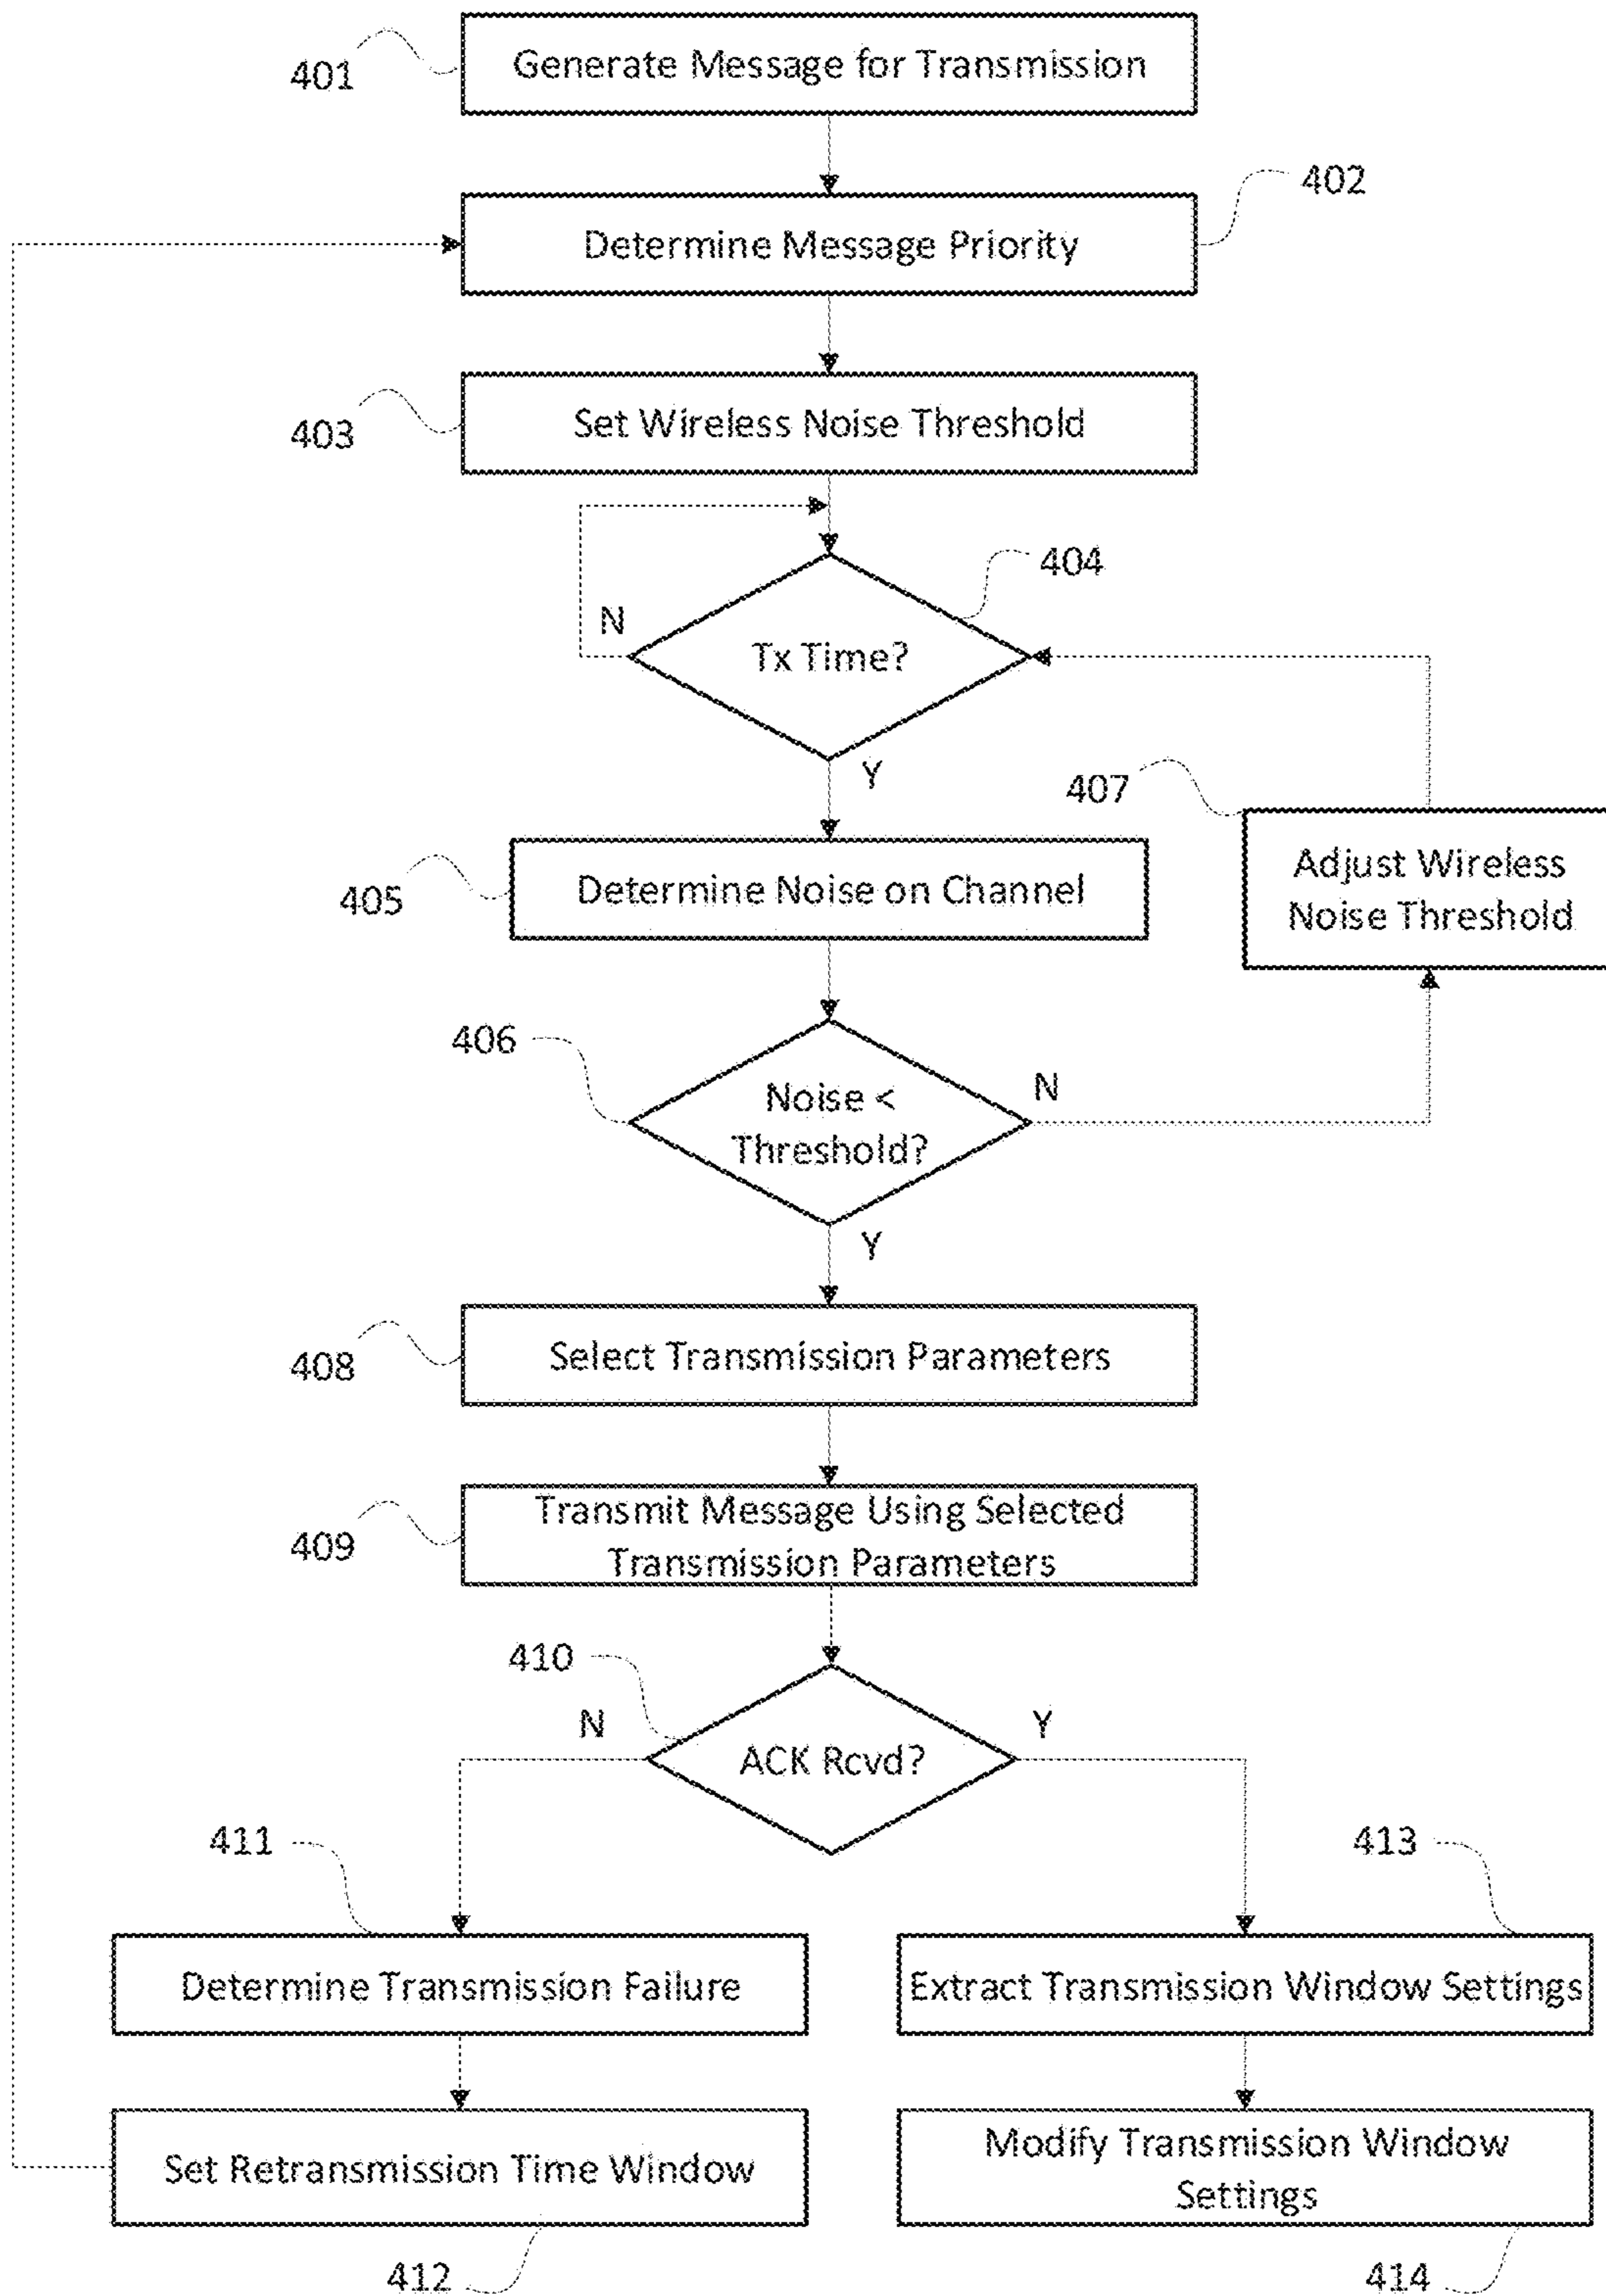 Generate Message for Transmission
401
402
Determine Message Priority
Set Wireless Noise Threshold
403
404
N
Tx Time?
Y
407
Adjust Wireless
Noise Threshold
Determine Noise on Channel
405
406
Noise <
Threshold?
N
Y
Select Transmission Parameters
408
Transmit Message Using Selected
Transmission Parameters
409
410
N
Y
ACK Rcvd?
411
413
Determine Transmission Failure
Extract Transmission Window Settings
Set Retransmission Time Window
Modify Transmission Window
Settings
412
414